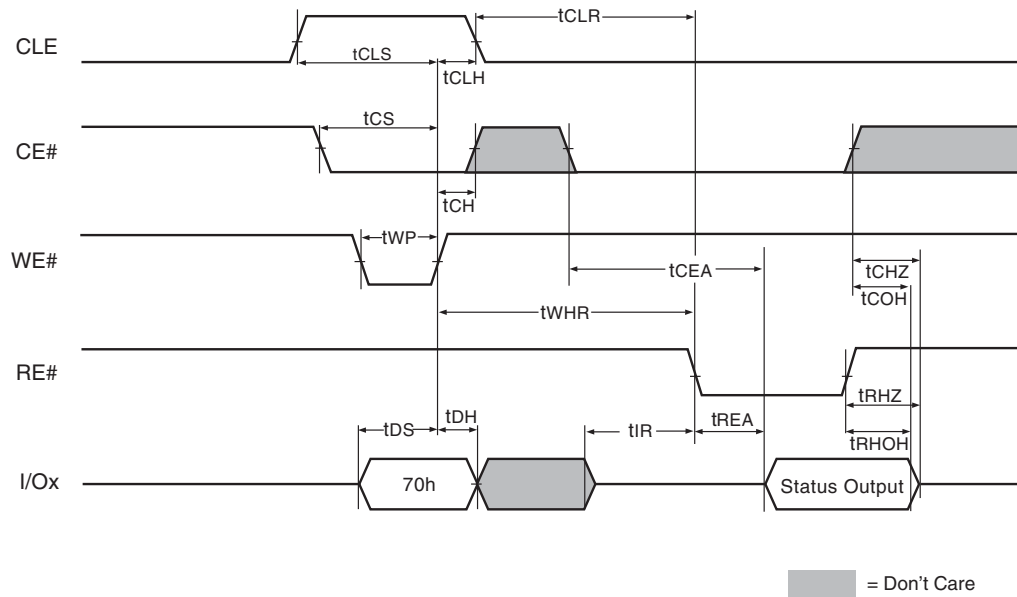 tCLR
CLE
tCLS
tCLH
tCS
CE#
tCH
tWP
WE#
tCEA
tCHZ
tCOH
tWHR
RE#
tRHZ
tDH
tDS
tIR
tREA
tRHOH
I/Ox
70h
Status Output
= Don't Care